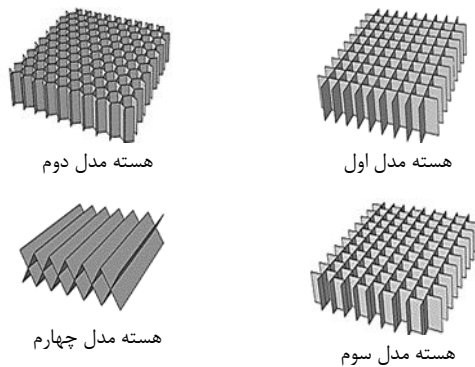 هسته مدل اول
هسته مدل دوم
هسته مدل سوم
هسته مدل چهارم